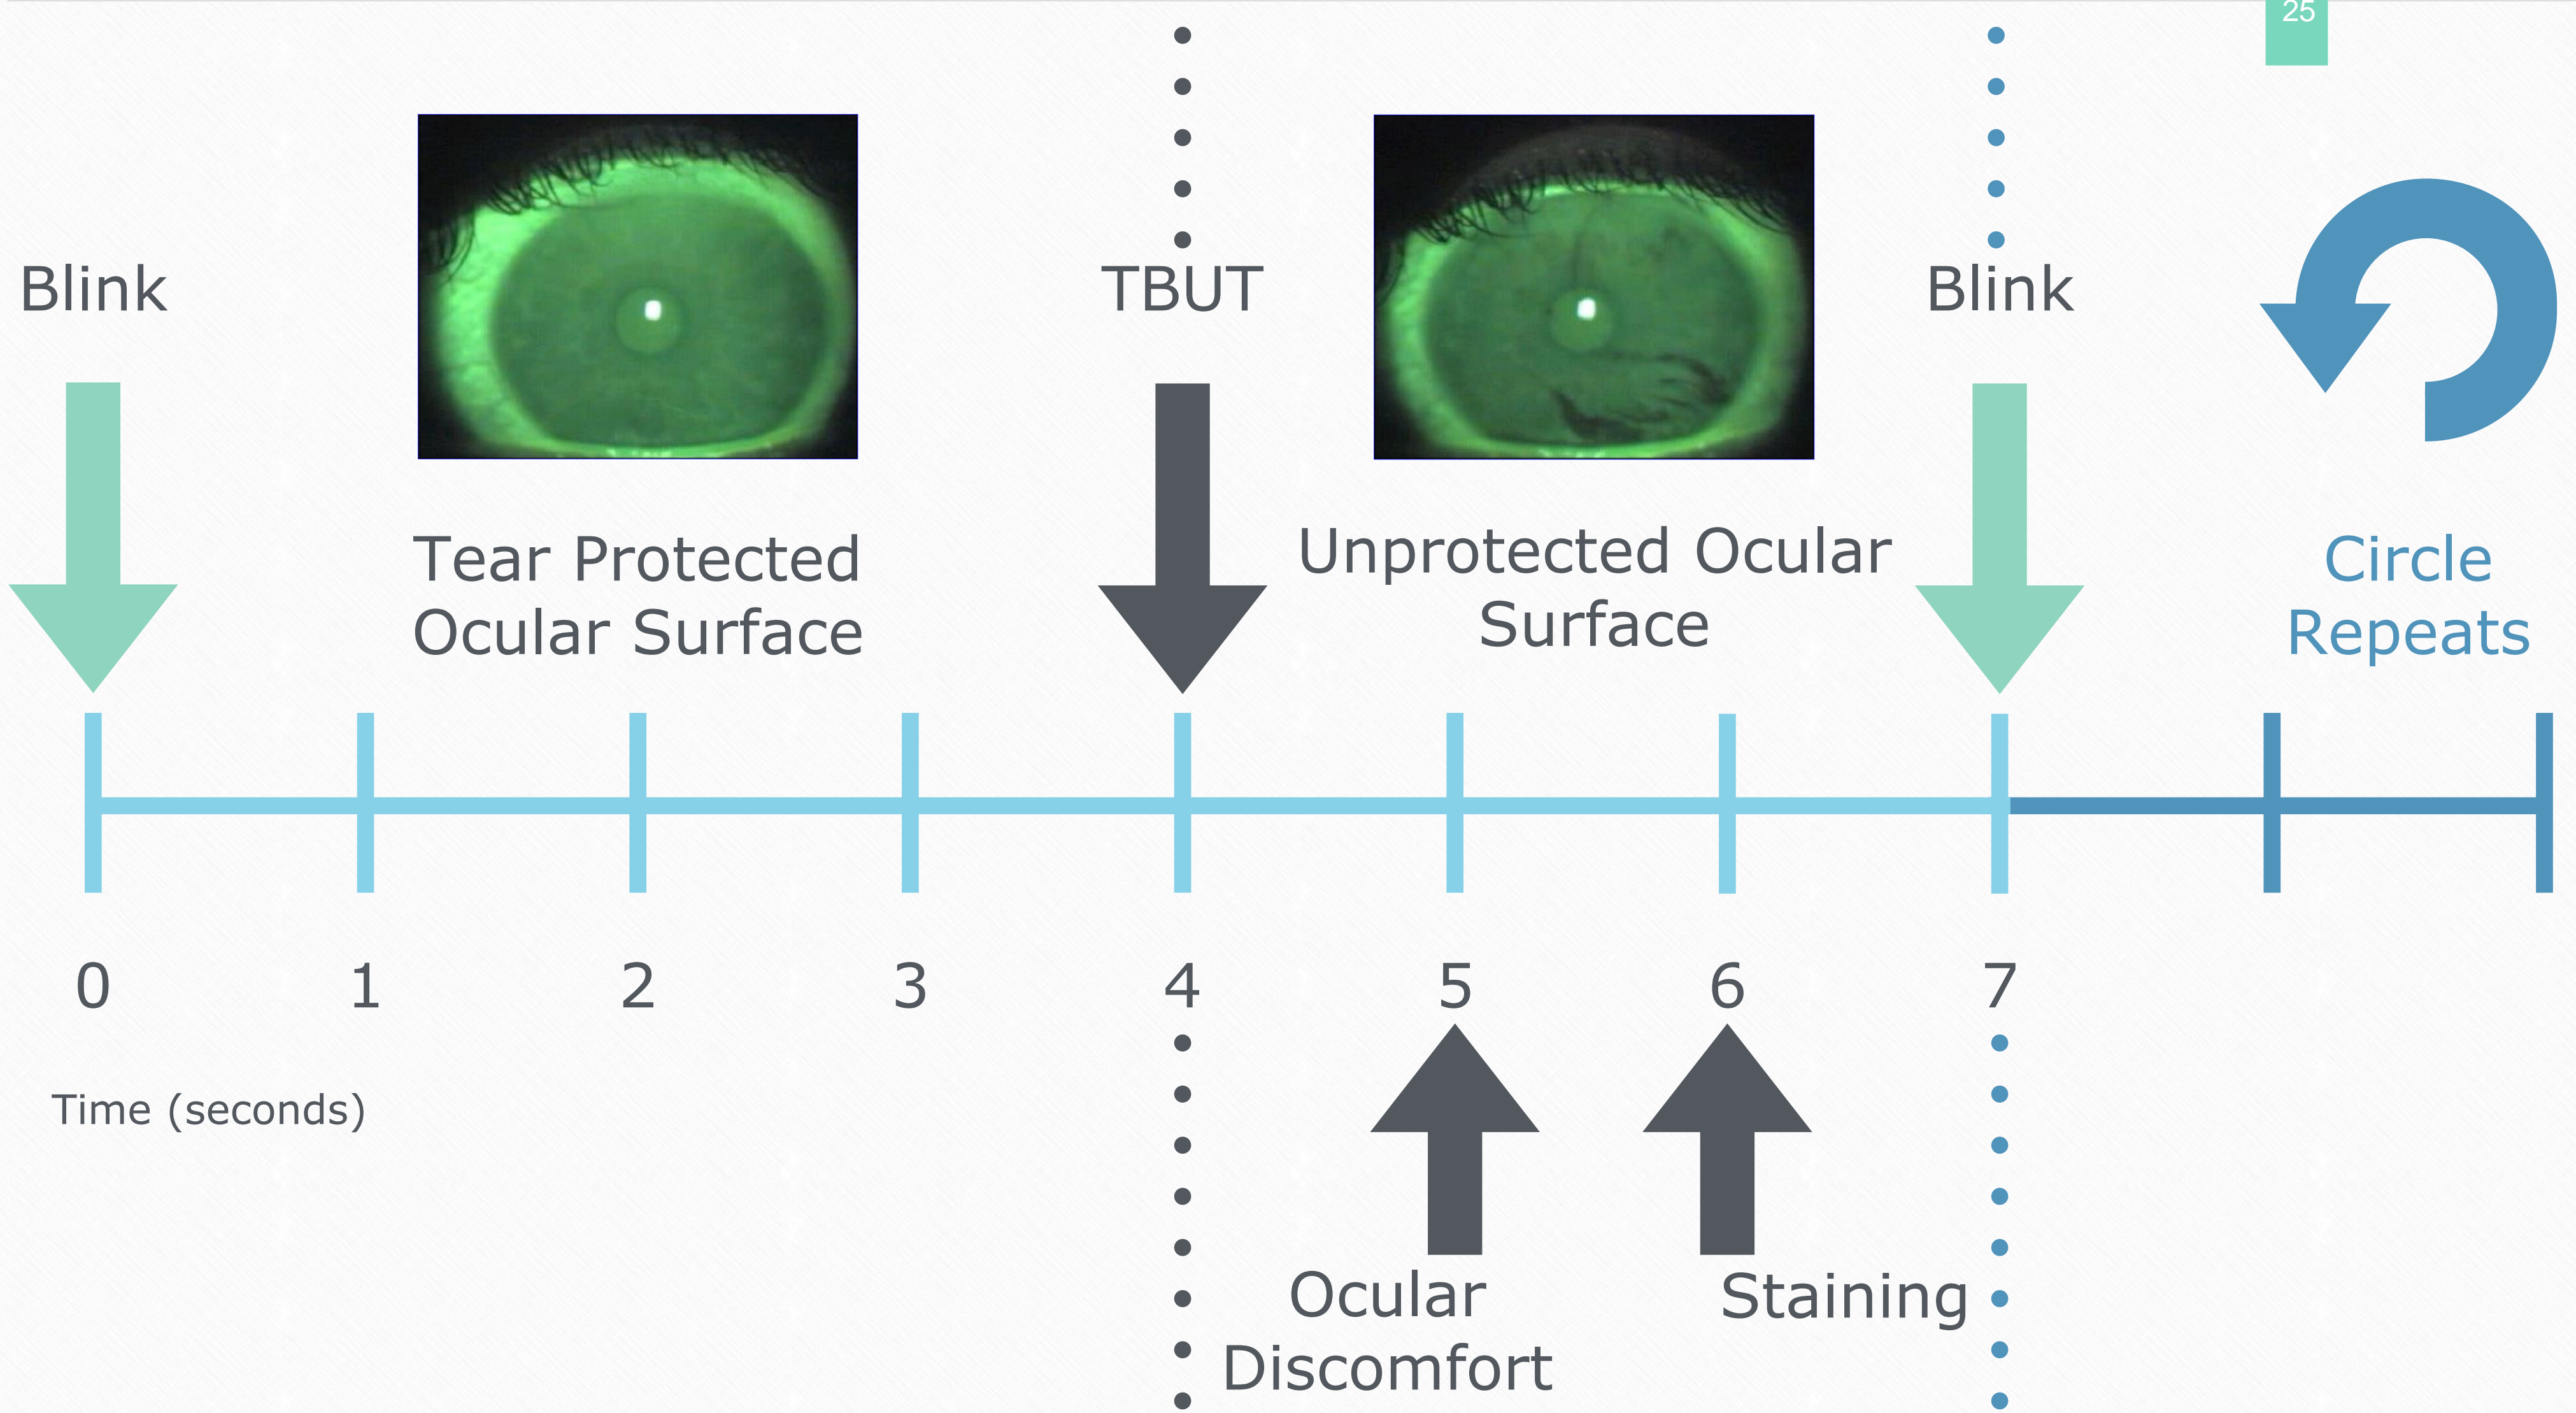 25
Blink
TBUT
Blink
Tear Protected
Ocular Surface
Unprotected Ocular
Surface
Circle
Repeats
0 1 2 3 4 5 6 7
Time (seconds)
Ocular
Discomfort
Staining